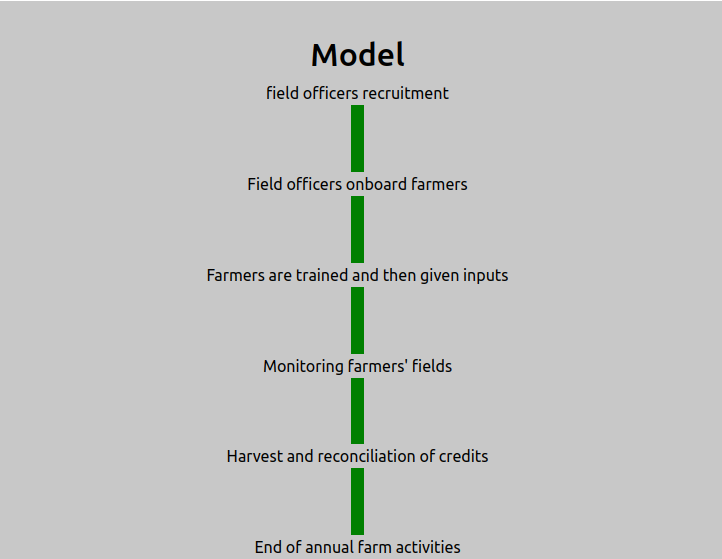 Model
field officers recruitment
Field officers onboard farmers
Farmers are trained and then given inputs
Monitoring farmers' fields
Harvest and reconciliation of credits
End of annual farm activities